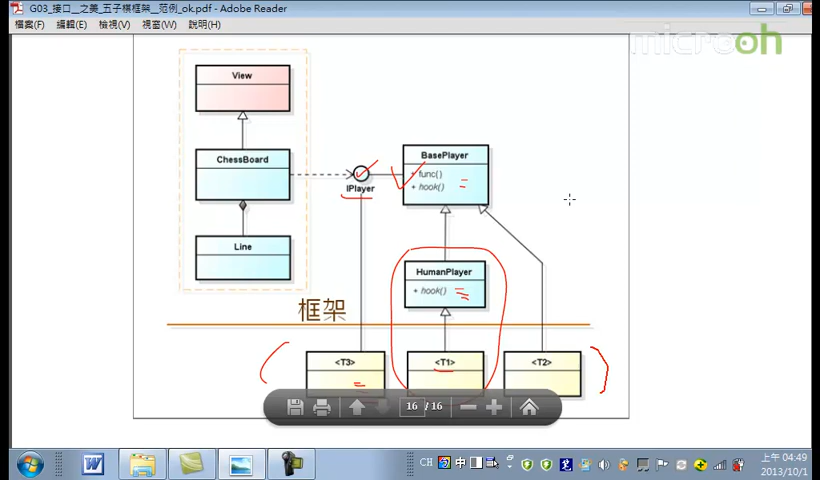 G03_接口__之美_五子棋框架__范例_ok.pdf - Adobe Reader
檔案(F) 編輯(E) 檢視(V) 視窗(W) 說明(H)
microoh
View
ChessBoard
Line
IPlayer
BasePlayer
+ func()
+ hook()
HumanPlayer
+ hook()
框架
<T3>
<T1>
<T2>
16 / 16
CH 中
上午 04:49
2013/10/1